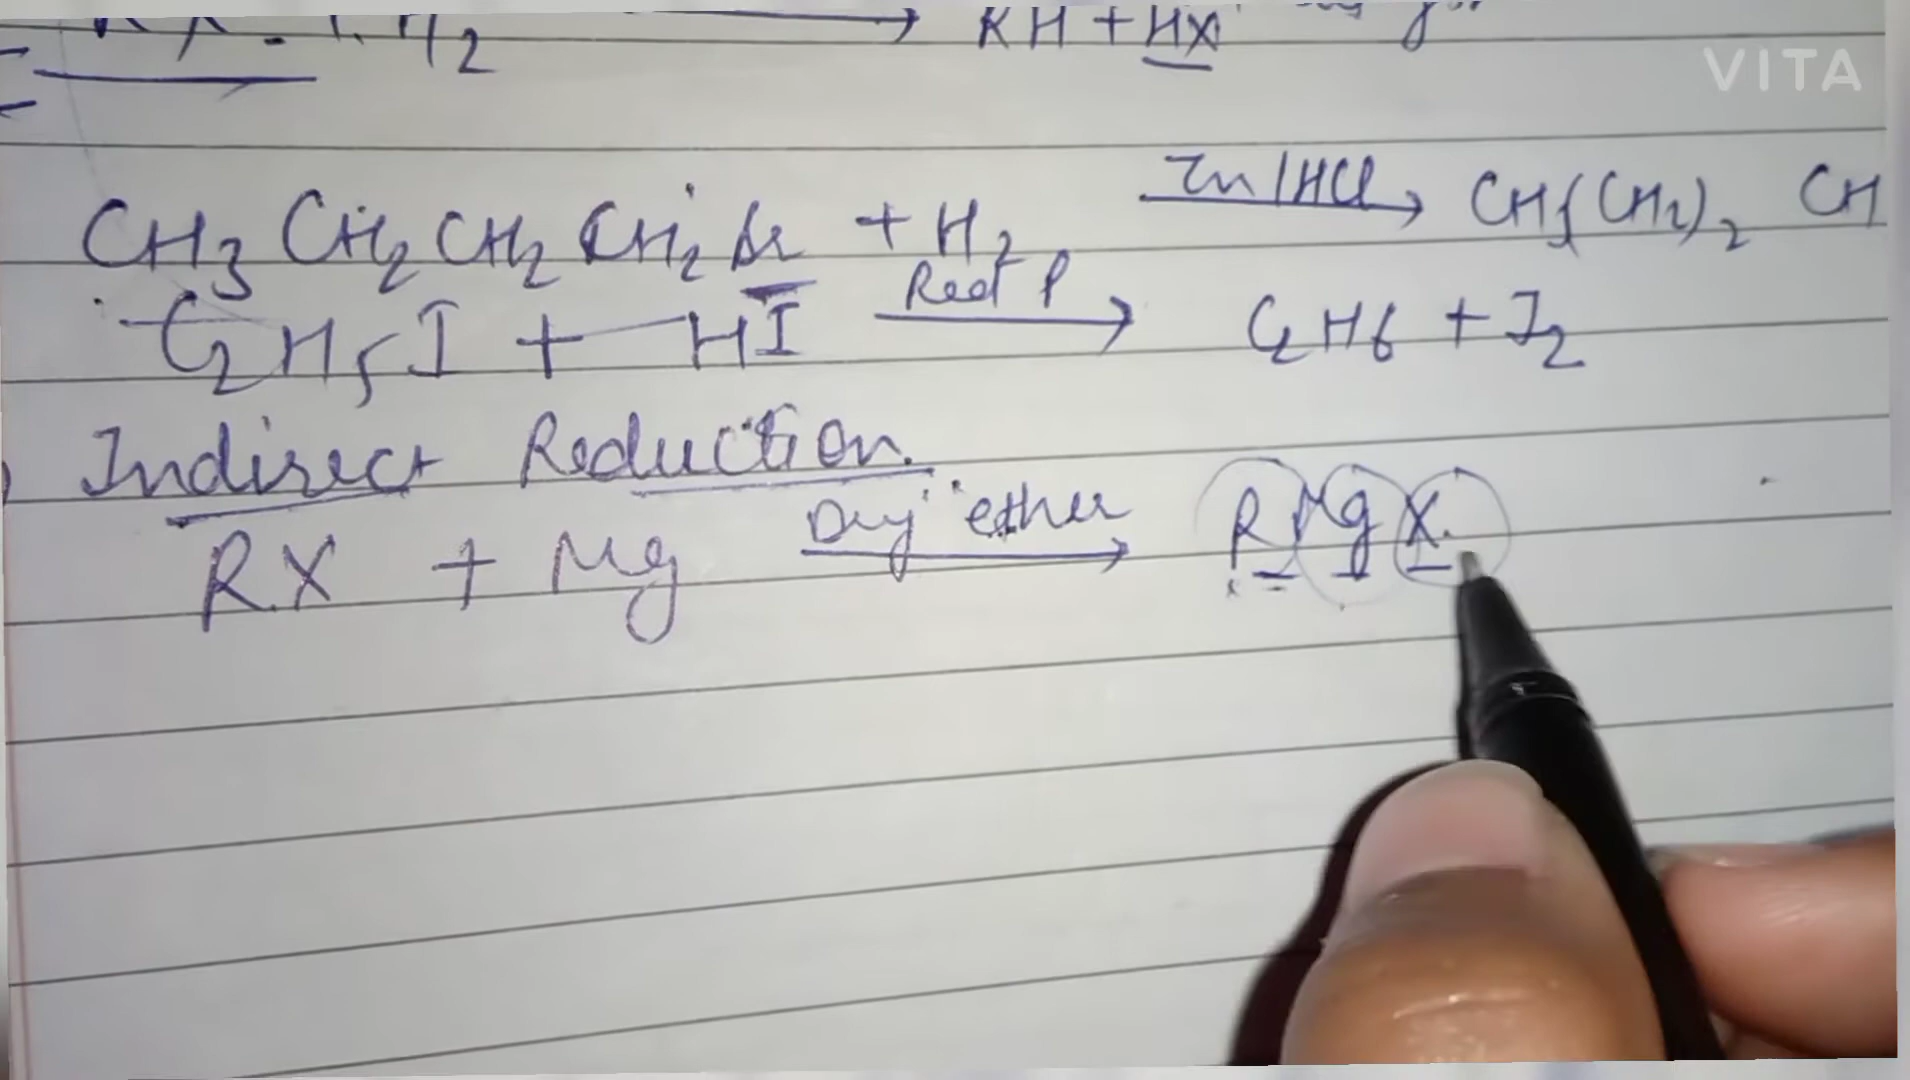 RH + HX
VITA
CH3 CH2 CH2 CH2 Br + H2 Zn/HCl → CH3(CH2)2 CH
C2H5I + HI Red P → C2H6 + I2
Indirect Reduction.
R.X + Mg Dry ether → R Mg X.